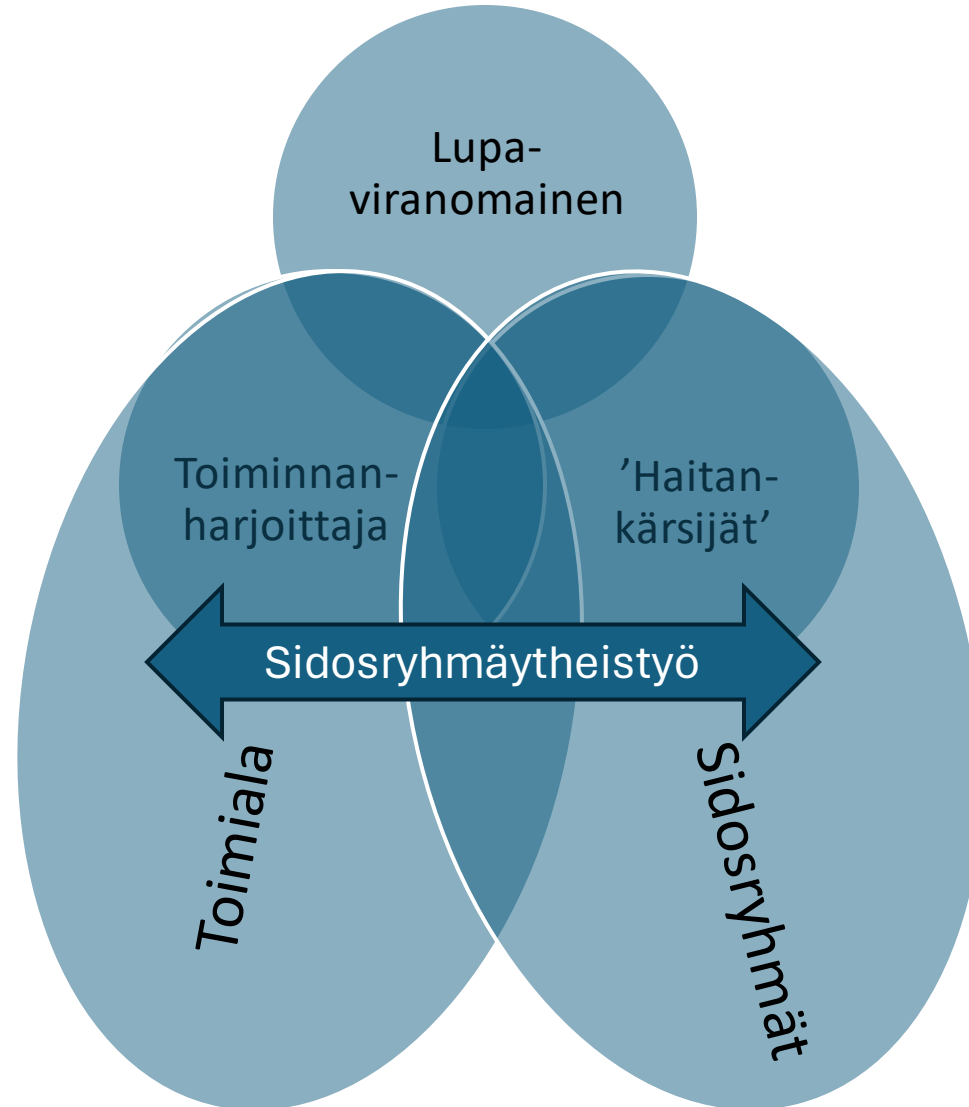 Lupa-
viranomainen
Toiminnan-
harjoittaja
’Haitan-
kärsijät’
Sidosryhmäytheistyö
Toimiala
Sidosryhmät